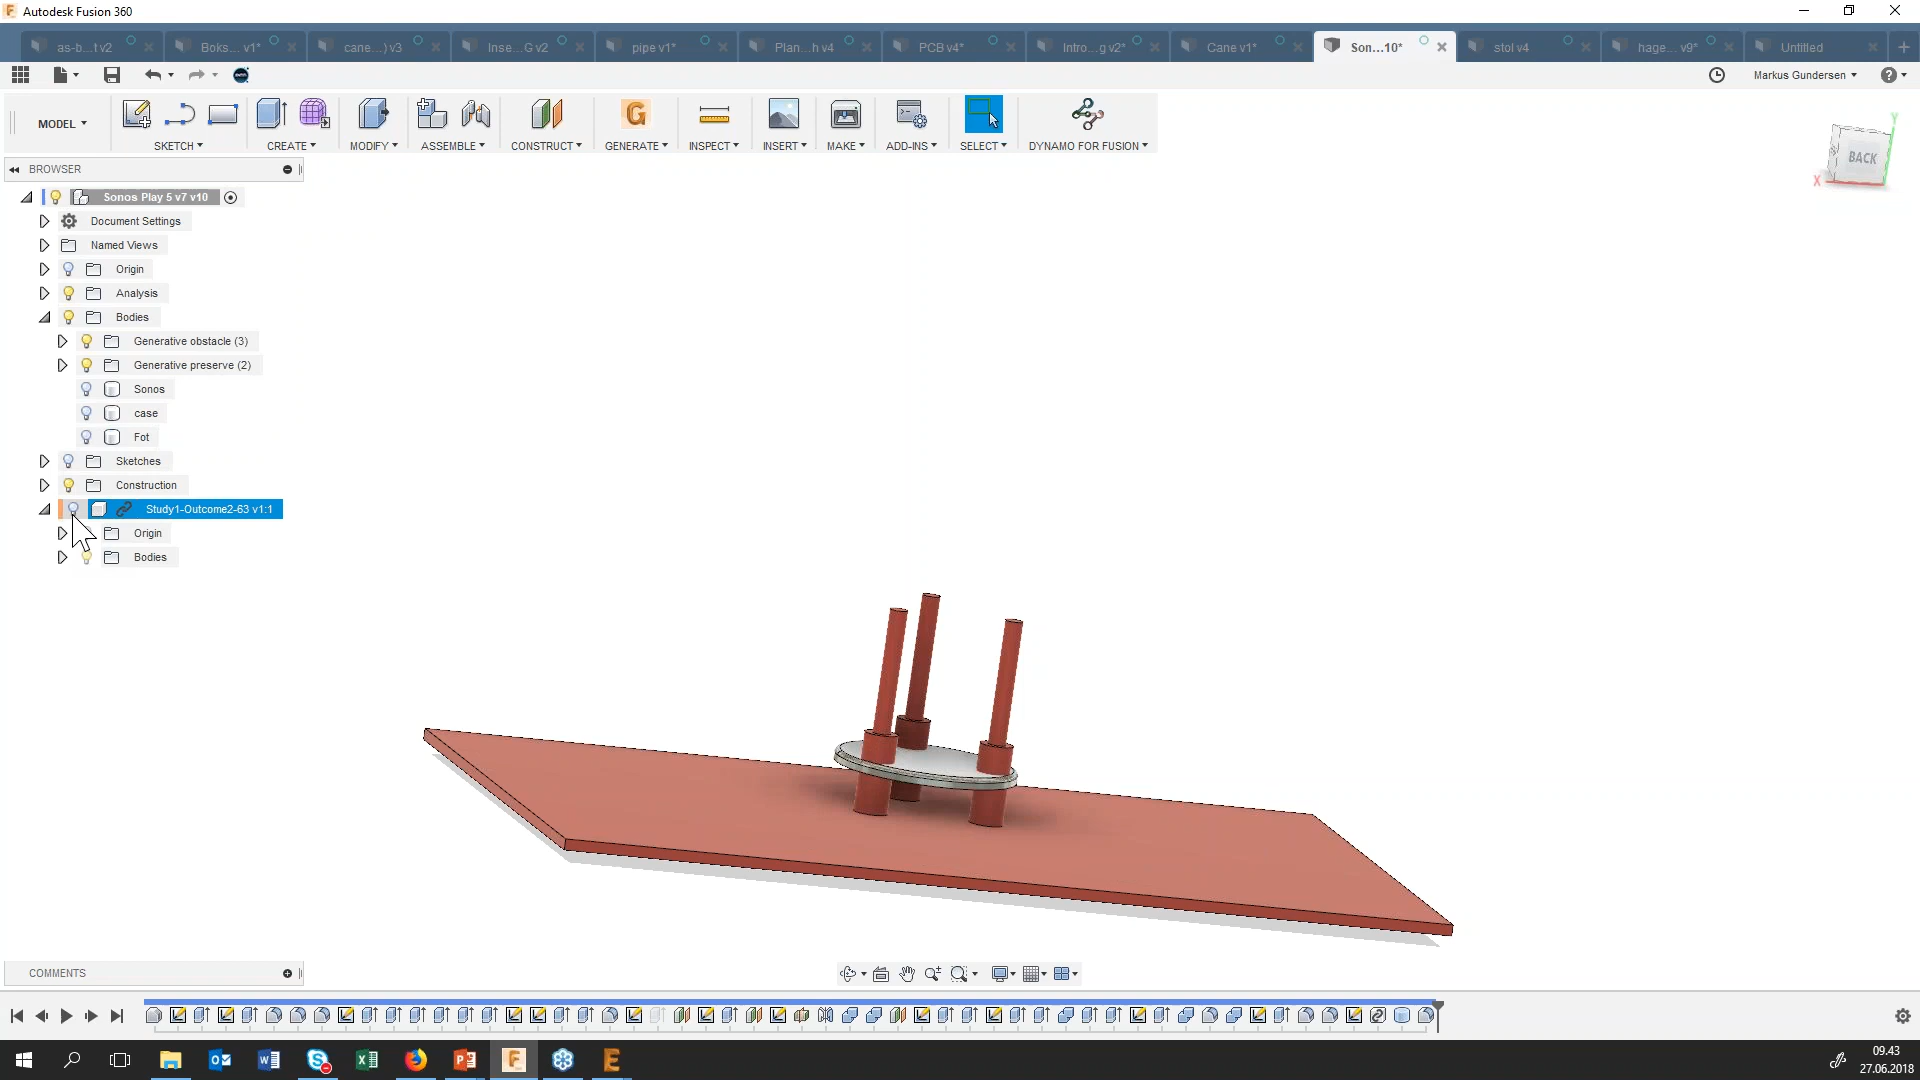 Autodesk Fusion 360
as-b...t v2
Boks... v1*
cane...) v3
Inse...G v2
pipe v1*
Plan...h v4
PCB v4*
Intro...g v2*
Cane v1*
Son...10*
stol v4
hage... v9*
Untitled
Markus Gundersen
MODEL
SKETCH
CREATE
MODIFY
ASSEMBLE
CONSTRUCT
GENERATE
INSPECT
INSERT
MAKE
ADD-INS
SELECT
DYNAMO FOR FUSION
Y
BACK
X
BROWSER
Sonos Play 5 v7 v10
Document Settings
Named Views
Origin
Analysis
Bodies
Generative obstacle (3)
Generative preserve (2)
Sonos
case
Fot
Sketches
Construction
Study1-Outcome2-63 v1:1
Origin
Bodies
COMMENTS
09.43
27.06.2018